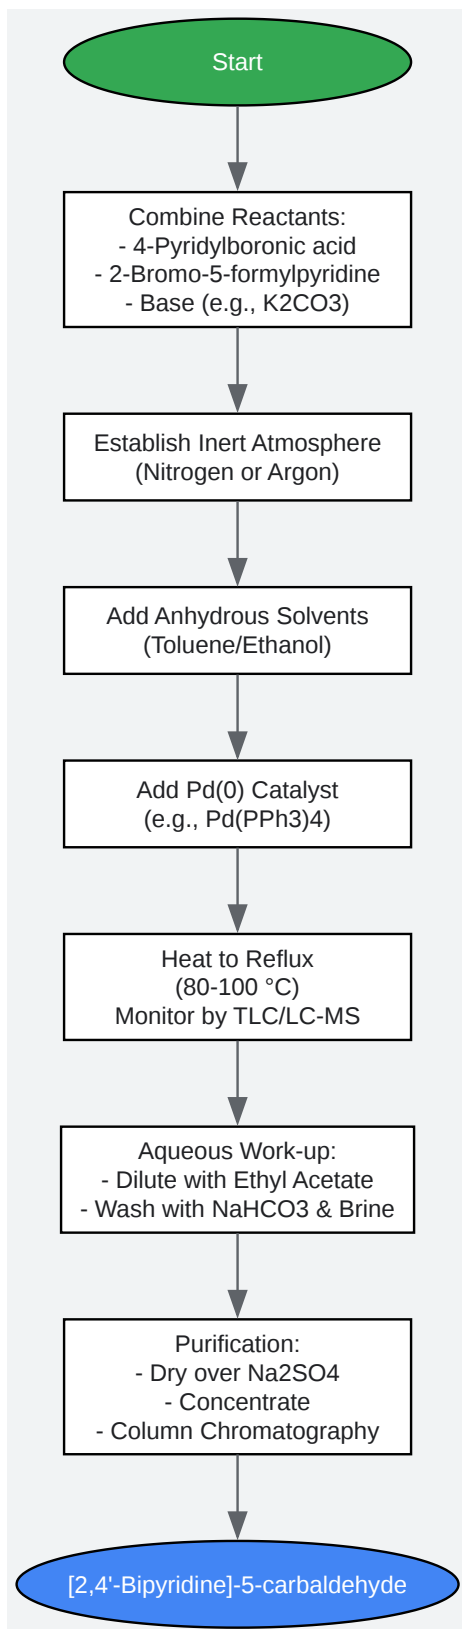 Start
Combine Reactants:
- 4-Pyridylboronic acid
- 2-Bromo-5-formylpyridine
- Base (e.g., K2CO3)
Establish Inert Atmosphere
(Nitrogen or Argon)
Add Anhydrous Solvents
(Toluene/Ethanol)
Add Pd(0) Catalyst
(e.g., Pd(PPh3)4)
Heat to Reflux
(80-100 °C)
Monitor by TLC/LC-MS
Aqueous Work-up:
- Dilute with Ethyl Acetate
- Wash with NaHCO3 & Brine
Purification:
- Dry over Na2SO4
- Concentrate
- Column Chromatography
[2,4'-Bipyridine]-5-carbaldehyde